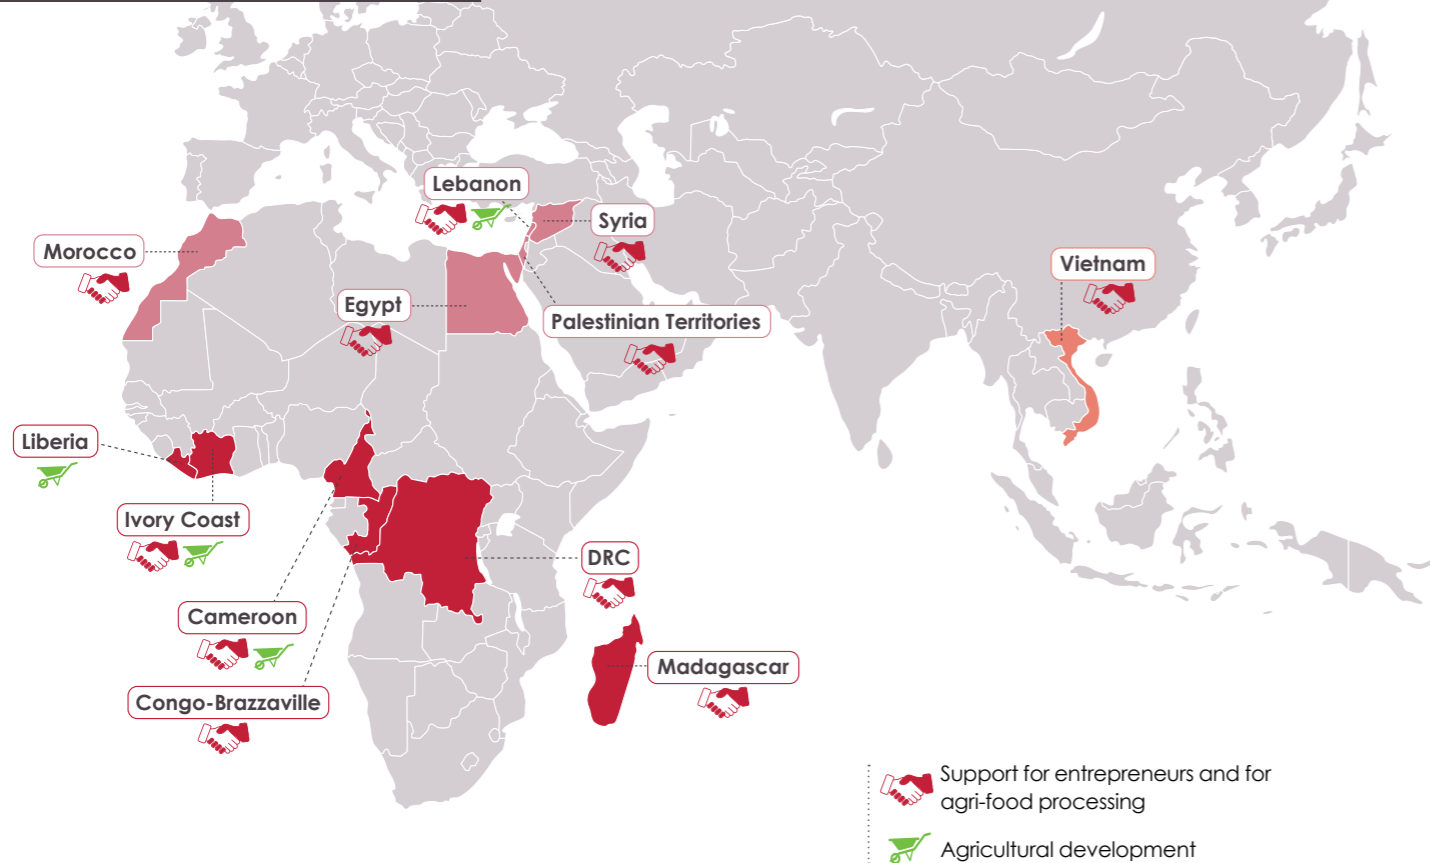 Lebanon
Syria
Morocco
Vietnam
Egypt
Palestinian Territories
Liberia
Ivory Coast
DRC
Cameroon
Madagascar
Congo-Brazzaville
Support for entrepreneurs and for
agri-food processing
Agricultural development